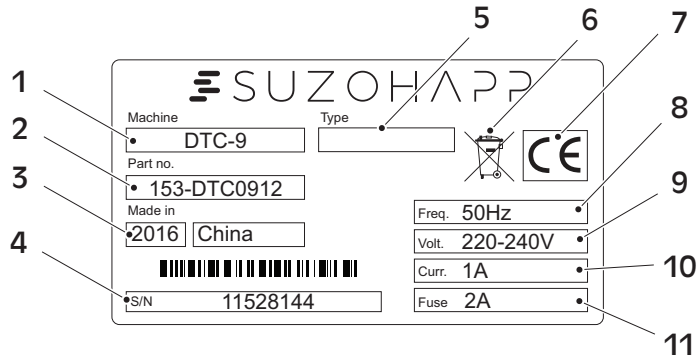 5
6
7
SUZOHAPP
1
Machine
Type
DTC-9
CE
2
Part no.
153-DTC0912
8
Freq. 50Hz
3
Made in
2016 China
9
Volt. 220-240V
10
Curr. 1A
4
S/N 11528144
Fuse 2A
11